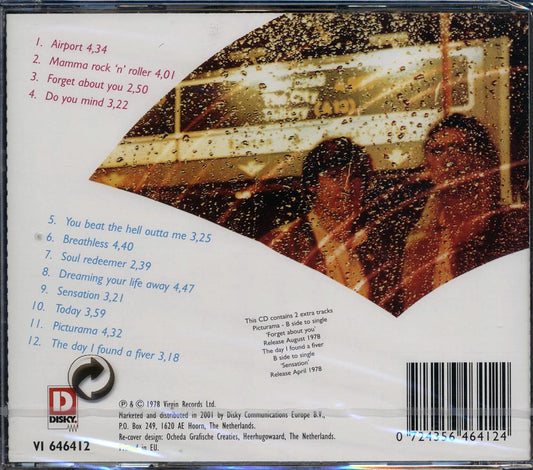 1. Airport 4,34
2. Mamma rock 'n' roller 4,01
3. Forget about you 2,50
4. Do you mind 3,22
(A19)
5. You beat the hell outta me 3,25
6. Breathless 4,40
7. Soul redeemer 2,39
8. Dreaming your life away 4,47
9. Sensation 3,21
10. Today 3,59
11. Picturama 4,32
12. The day I found a fiver 3,18
This CD contains 2 extra tracks
Picturama - B side to single
'Forget about you'
Release August 1978
The day I found a fiver
B side to single
'Sensation'
Release April 1978
D
DISKY.
VI 646412
℗ & © 1978 Virgin Records Ltd.
Marketed and distributed in 2001 by Disky Communications Europe B.V.,
P.O. Box 249, 1620 AE Hoorn, The Netherlands.
Re-cover design: Ocheda Grafische Creaties, Heerhugowaard, The Netherlands.
in EU.
0 724356 464124